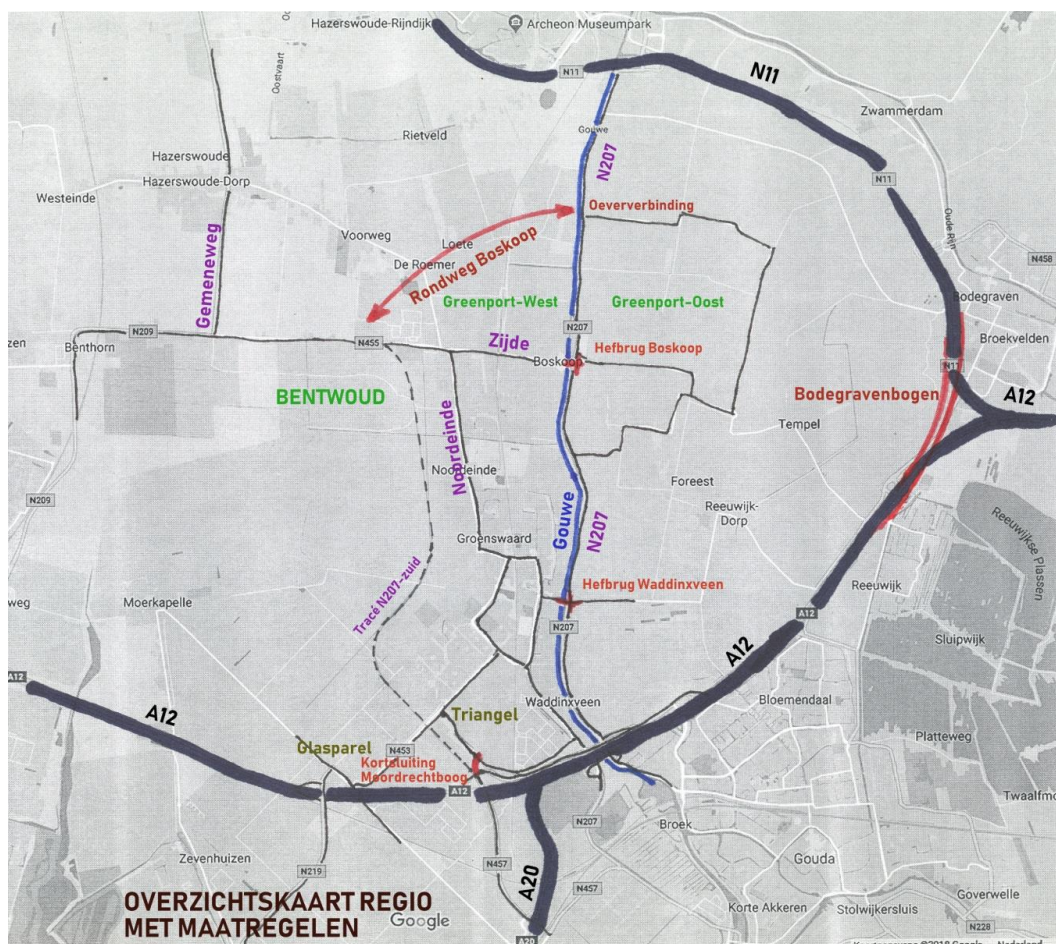 Hazerswoude-Rijndijk
Archeon Museumpark
N11
N11
Oostvaart
Zwammerdam
Gouwe
Rietveld
N207
Hazerswoude
N11
Hazerswoude-Dorp
Westeinde
Oeververbinding
Oude Rijn
Voorweg
Loete
N458
De Roemer
Rondweg Boskoop
Gemeneweg
Greenport-West
Greenport-Oost
Bodegraven
N209
N207
Broekvelden
zen
Benthorn
N455
Zijde
Hefbrug Boskoop
Boskoop
N11
BENTWOUD
Bodegravenbogen
A12
Tempel
Noordeinde
Noordeinde
N209
Foreest
Gouwe
N207
Reeuwijk-
Dorp
Reeuwijkse
Plassen
Groenswaard
Hefbrug Waddinxveen
Reeuwijk
weg
Moerkapelle
Tracé N207-zuid
A12
N207
Sluipwijk
A12
A12
Waddinxveen
Bloemendaal
A12
Triangel
Platteweg
Glasparel
N453
Kortsluiting
Moordrechtboog
A12
A12
Twaalfmo
N207
Broek
Zevenhuizen
Gouda
N219
N457
A20
N457
Goverwelle
OVERZICHTSKAART REGIO
MET MAATREGELEN
Google
Korte Akkeren
Stolwijkersluis
N228
A20